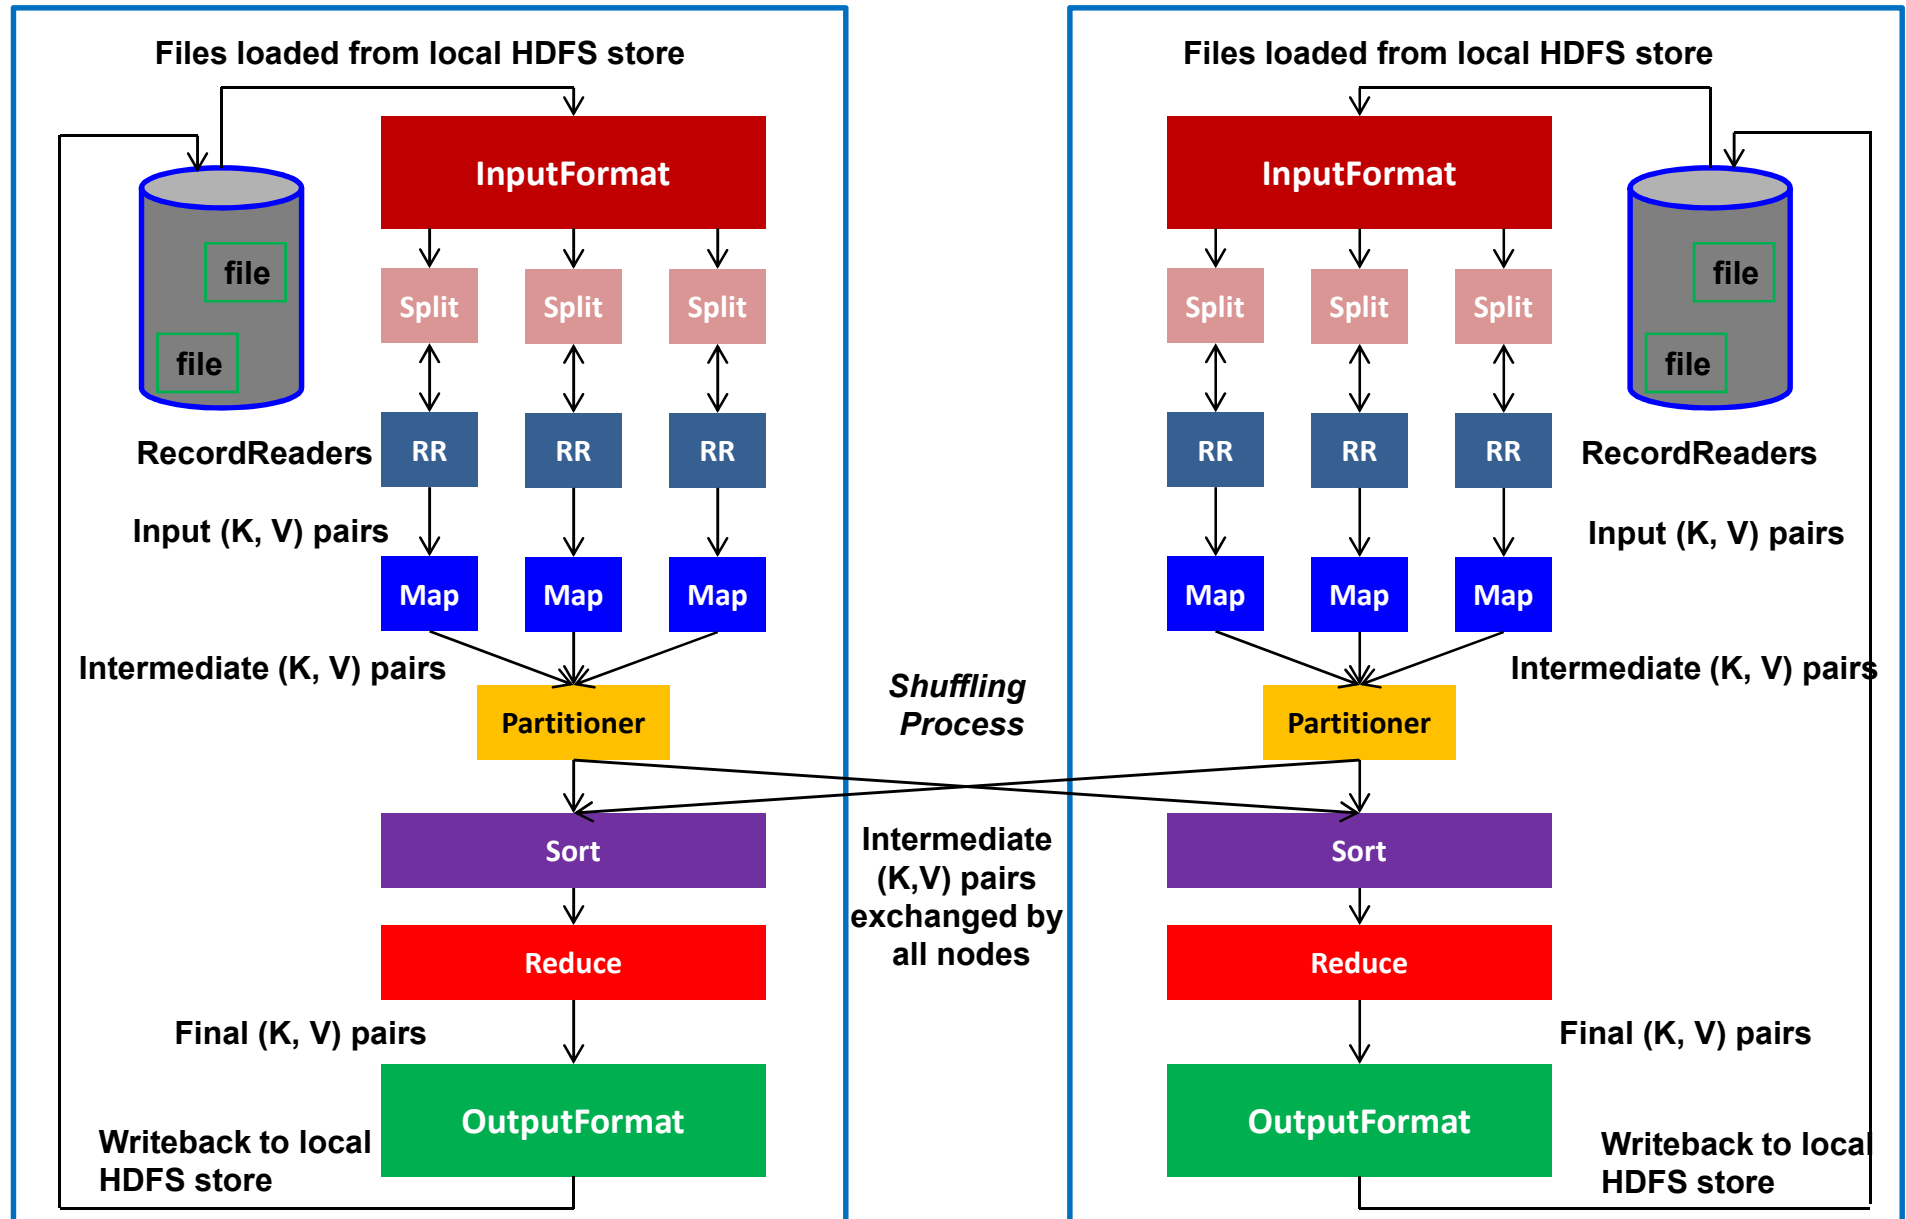 Files loaded from local HDFS store
InputFormat
file
file
Split
Split
Split
RecordReaders
RR
RR
RR
Input (K, V) pairs
Map
Map
Map
Intermediate (K, V) pairs
Partitioner
Sort
Reduce
Final (K, V) pairs
OutputFormat
Writeback to local
HDFS store
Shuffling
Process
Intermediate
(K,V) pairs
exchanged by
all nodes
Files loaded from local HDFS store
InputFormat
file
file
Split
Split
Split
RR
RR
RR
RecordReaders
Input (K, V) pairs
Map
Map
Map
Intermediate (K, V) pairs
Partitioner
Sort
Reduce
Final (K, V) pairs
OutputFormat
Writeback to local
HDFS store